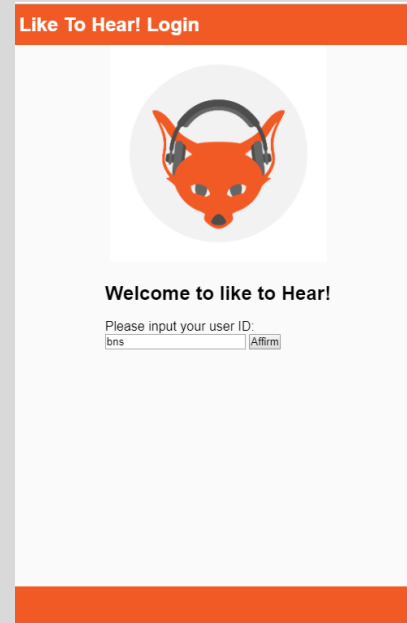 Like To Hear! Login
Welcome to like to Hear!
Please input your user ID:
bns Affirm